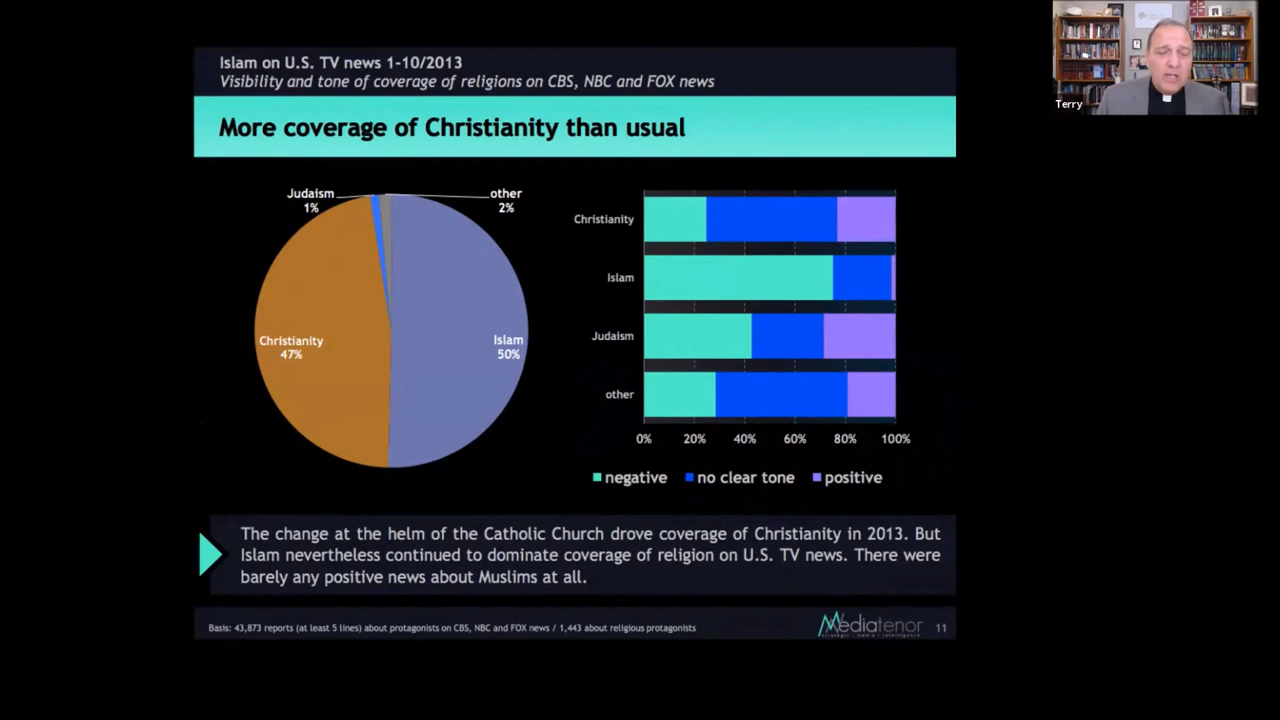 Islam on U.S. TV news 1-10/2013
Visibility and tone of coverage of religions on CBS, NBC and FOX news
More coverage of Christianity than usual
Terry
Judaism
1%
other
2%
Christianity
47%
Islam
50%
Christianity
Islam
Judaism
other
0% 20% 40% 60% 80% 100%
negative no clear tone positive
The change at the helm of the Catholic Church drove coverage of Christianity in 2013. But
Islam nevertheless continued to dominate coverage of religion on U.S. TV news. There were
barely any positive news about Muslims at all.
Basis: 43,873 reports (at least 5 lines) about protagonists on CBS, NBC and FOX news / 1,443 about religious protagonists
Mediatenor
strategic media intelligence
11